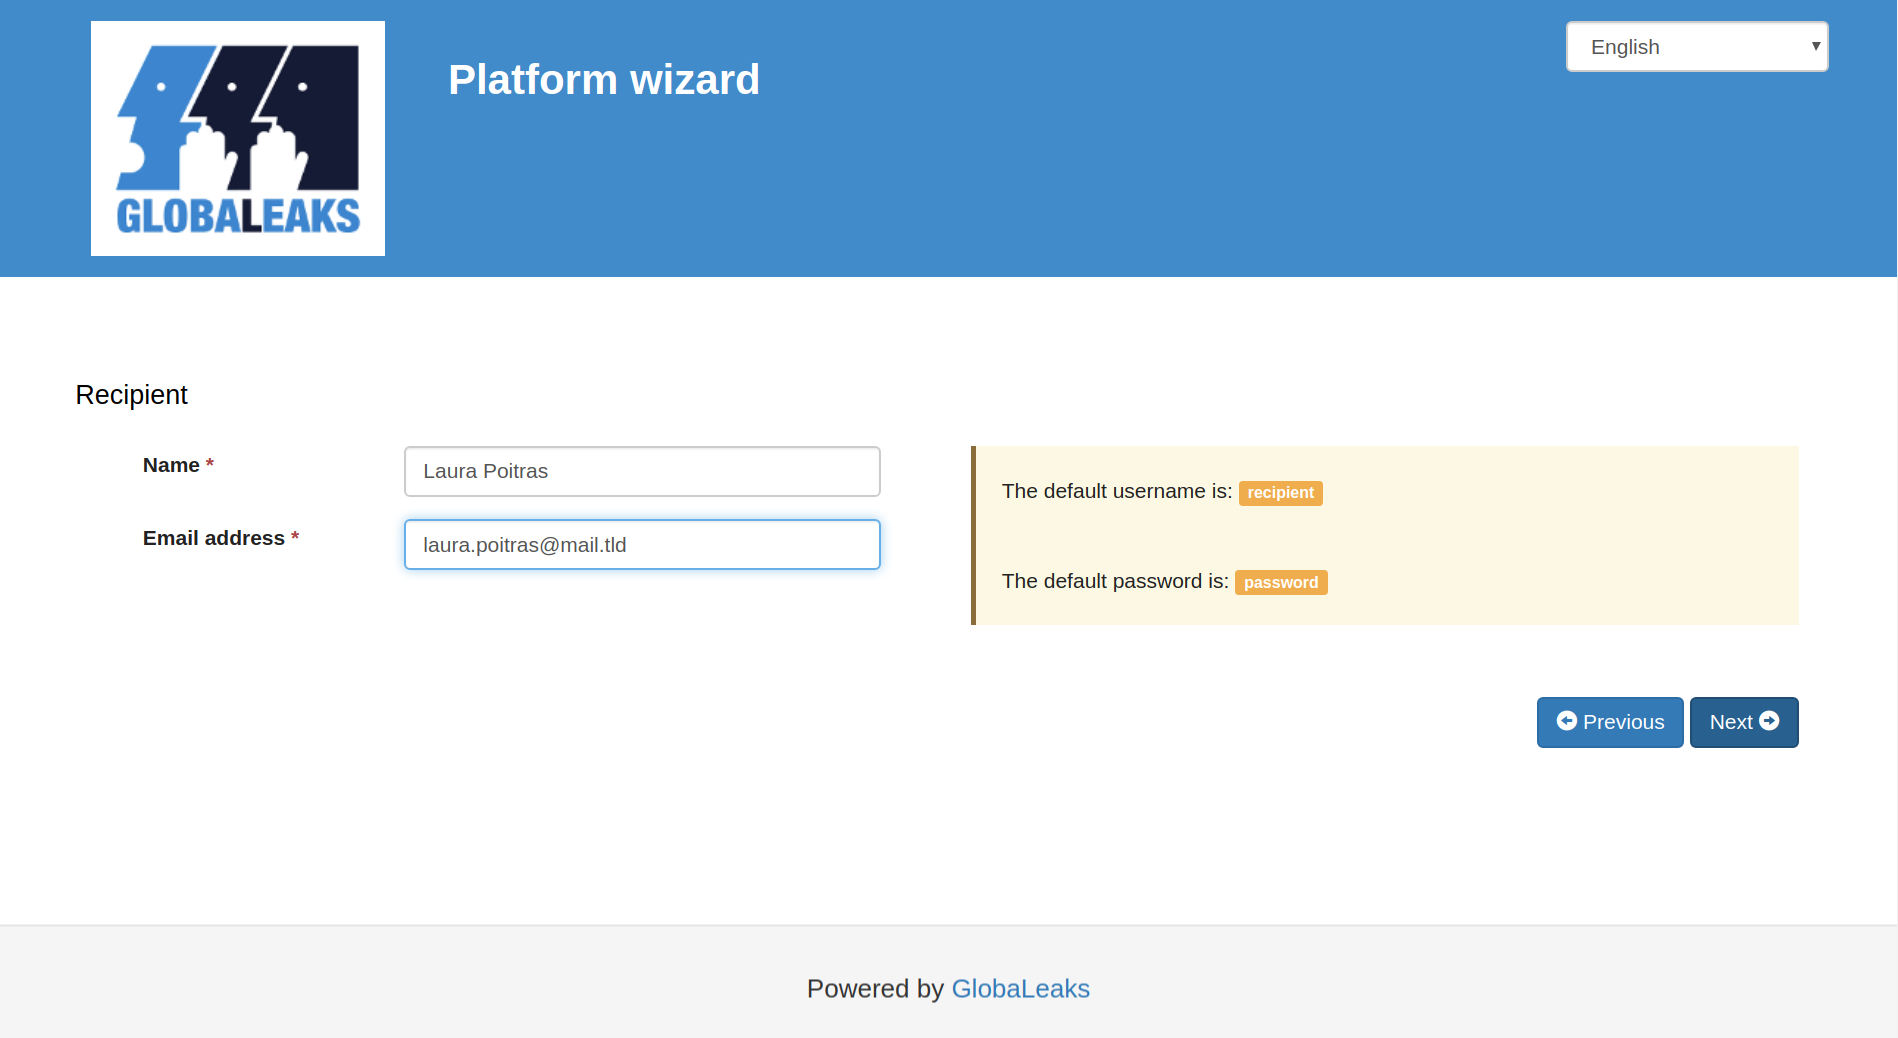 GLOBALEAKS
Platform wizard
English
Recipient
Name *
Laura Poitras
Email address *
laura.poitras@mail.tld
The default username is: recipient
The default password is: password
Previous
Next
Powered by GlobaLeaks